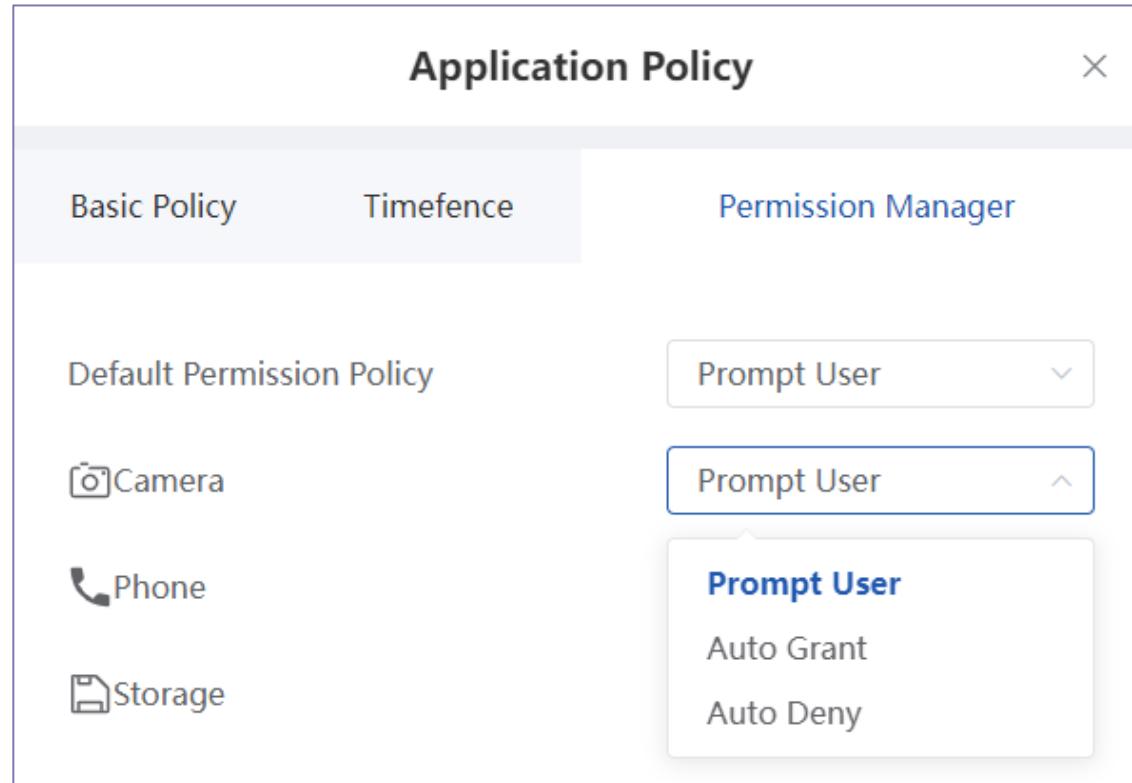 Application Policy
Basic Policy Timefence Permission Manager
Default Permission Policy Prompt User
Camera Prompt User
Phone
Prompt User
Auto Grant
Storage
Auto Deny